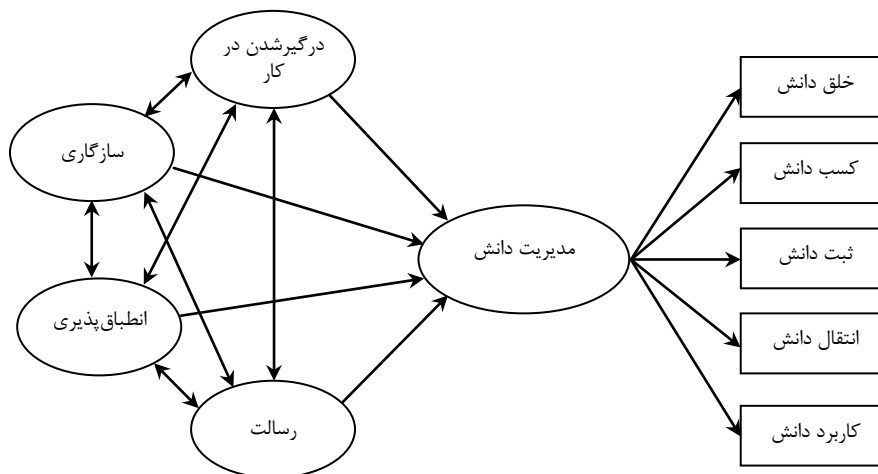 درگیرشدن در
کار
سازگاری
انطباق‌پذیری
رسالت
مدیریت دانش
خلق دانش
کسب دانش
ثبت دانش
انتقال دانش
کاربرد دانش